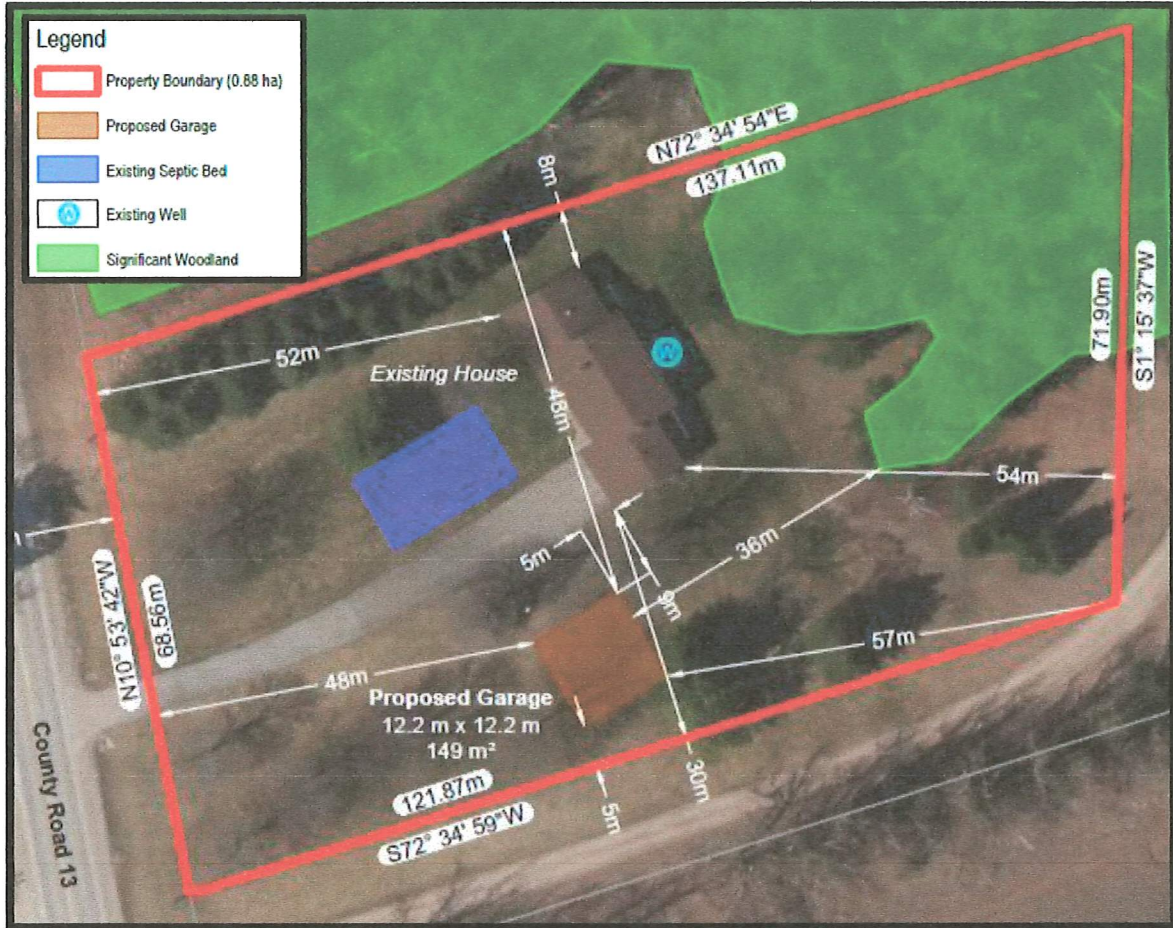 Legend
Property Boundary (0.88 ha)
Proposed Garage
Existing Septic Bed
W
Existing Well
Significant Woodland
N72° 34' 54"E
137.11m
8m
71.90m
S1° 15' 37"W
52m
Existing House
W
48m
54m
36m
5m
9m
N10° 53' 42"W
68.56m
57m
48m
Proposed Garage
12.2 m x 12.2 m
149 m²
30m
121.87m
S72° 34' 59"W
5m
County Road 13